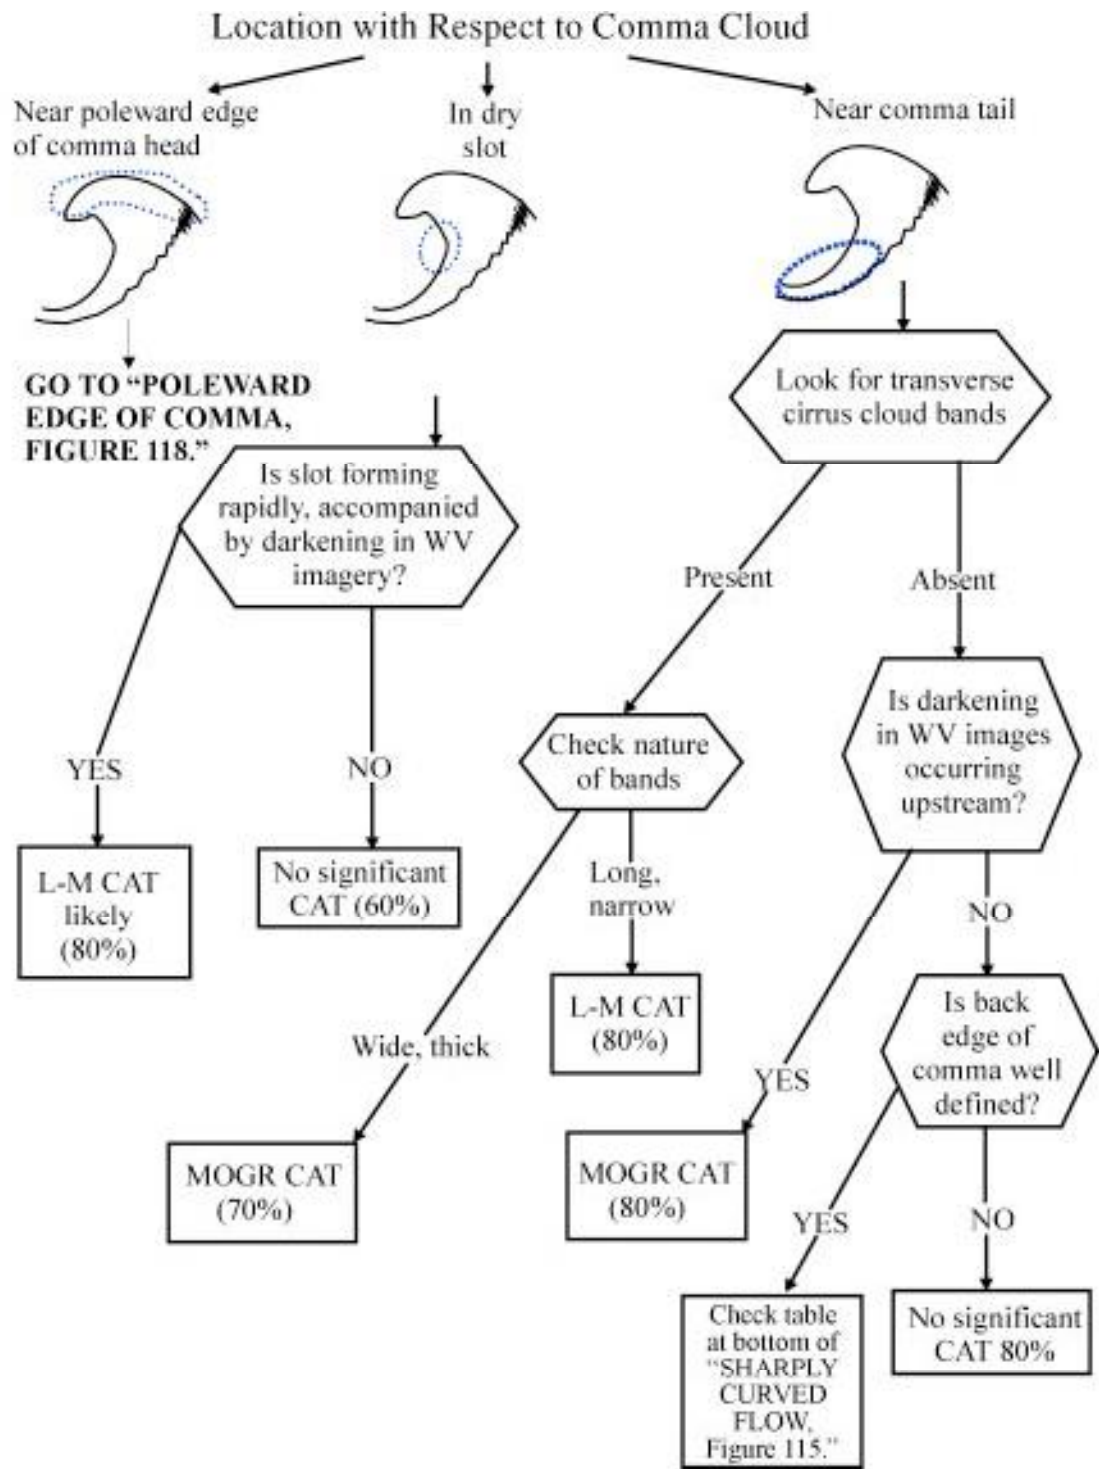 Location with Respect to Comma Cloud
Near poleward edge
of comma head
In dry
slot
Near comma tail
GO TO “POLEWARD
EDGE OF COMMA,
FIGURE 118.”
Look for transverse
cirrus cloud bands
Is slot forming
rapidly, accompanied
by darkening in WV
imagery?
Present
Absent
Is darkening
in WV images
occurring
upstream?
Check nature
of bands
YES
NO
L-M CAT
likely
(80%)
No significant
CAT (60%)
Long,
narrow
NO
L-M CAT
(80%)
Is back
edge of
comma well
defined?
Wide, thick
YES
MOGR CAT
(70%)
MOGR CAT
(80%)
YES
NO
Check table
at bottom of
“SHARPLY
CURVED
FLOW,
Figure 115.”
No significant
CAT 80%